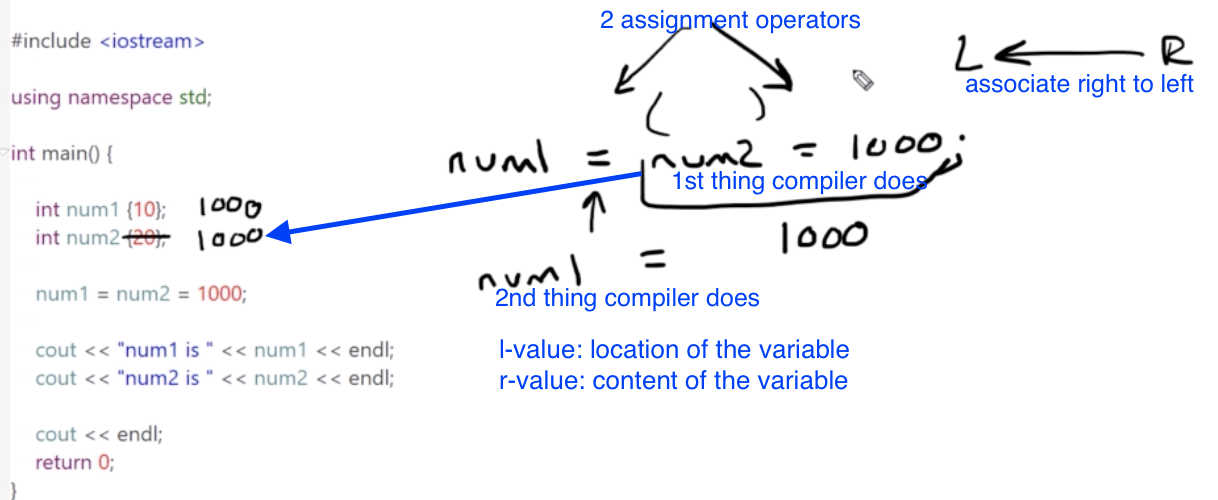 #include <iostream>
using namespace std;
int main() {
int num1 {10}; 1000
int num2 {20}; 1000
num1 = num2 = 1000;
cout << "num1 is " << num1 << endl;
cout << "num2 is " << num2 << endl;
cout << endl;
return 0;
}
2 assignment operators
L R
associate right to left
( )
num1 = num2 = 1000;
1st thing compiler does
1000
num1 =
2nd thing compiler does
l-value: location of the variable
r-value: content of the variable